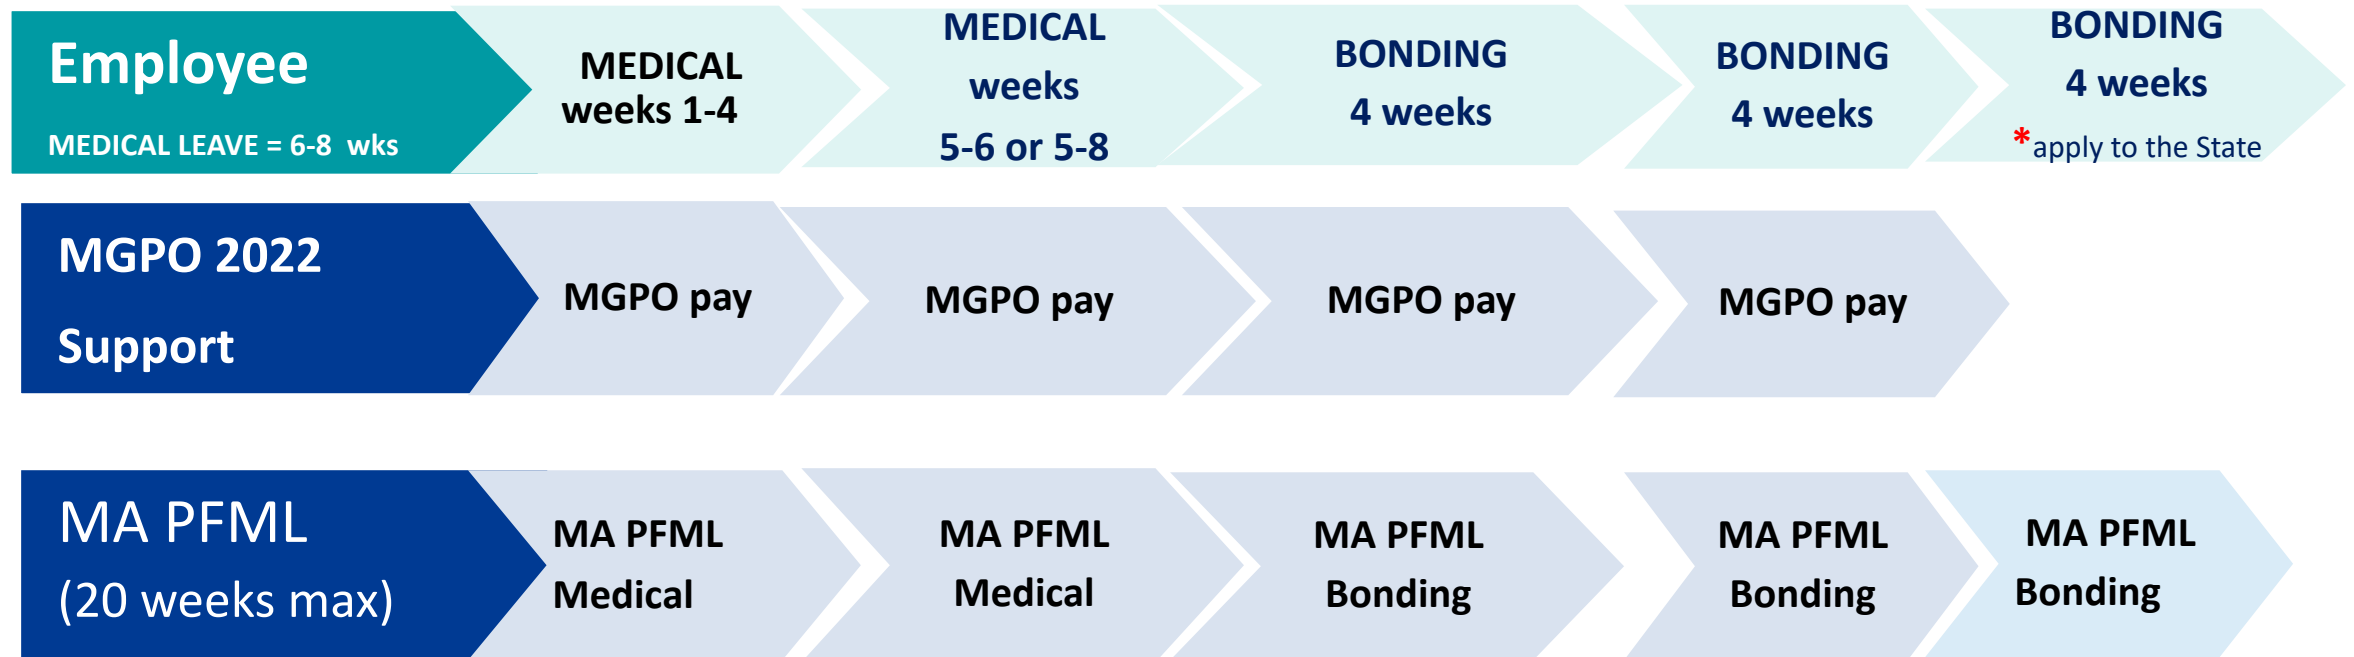 Employee
MEDICAL LEAVE = 6-8 wks
MEDICAL
weeks 1-4
MEDICAL
weeks
5-6 or 5-8
BONDING
4 weeks
BONDING
4 weeks
BONDING
4 weeks
*apply to the State
MGPO 2022
Support
MGPO pay
MGPO pay
MGPO pay
MGPO pay
MA PFML
(20 weeks max)
MA PFML
Medical
MA PFML
Medical
MA PFML
Bonding
MA PFML
Bonding
MA PFML
Bonding